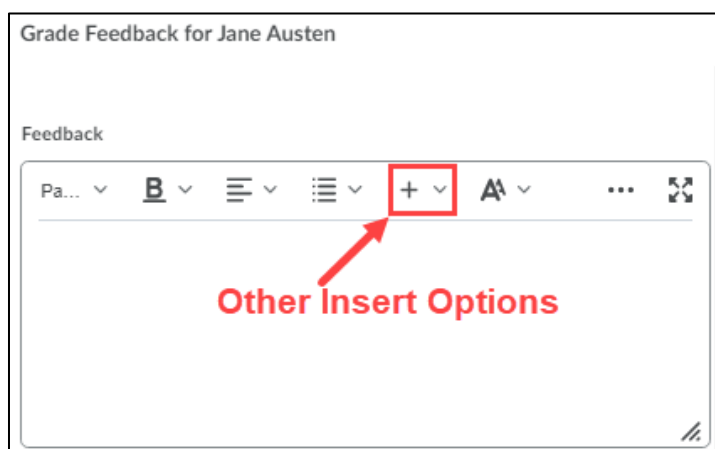 Grade Feedback for Jane Austen
Feedback
Pa... B + A
Other Insert Options